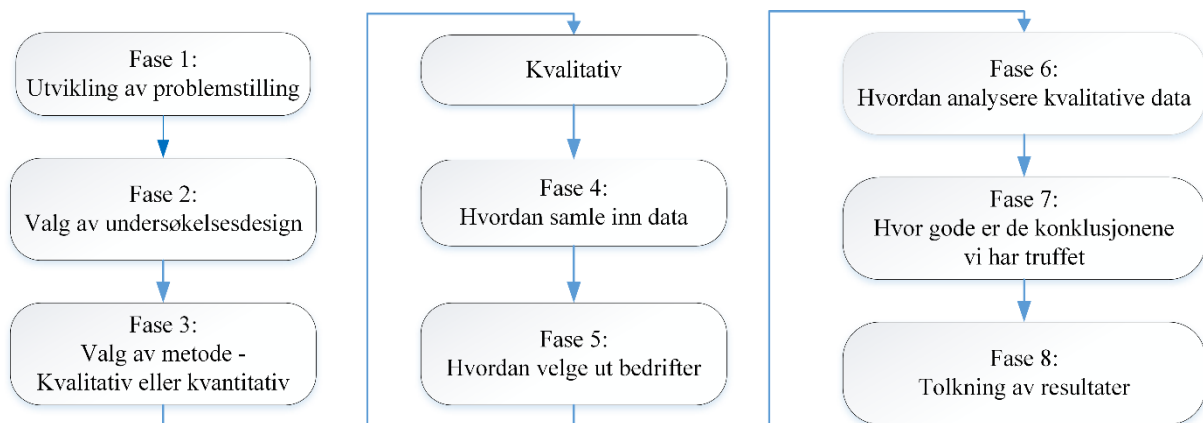 Fase 1:
Utvikling av problemstilling
Fase 2:
Valg av undersøkelsesdesign
Fase 3:
Valg av metode -
Kvalitativ eller kvantitativ
Kvalitativ
Fase 4:
Hvordan samle inn data
Fase 5:
Hvordan velge ut bedrifter
Fase 6:
Hvordan analysere kvalitative data
Fase 7:
Hvor gode er de konklusjonene
vi har truffet
Fase 8:
Tolkning av resultater